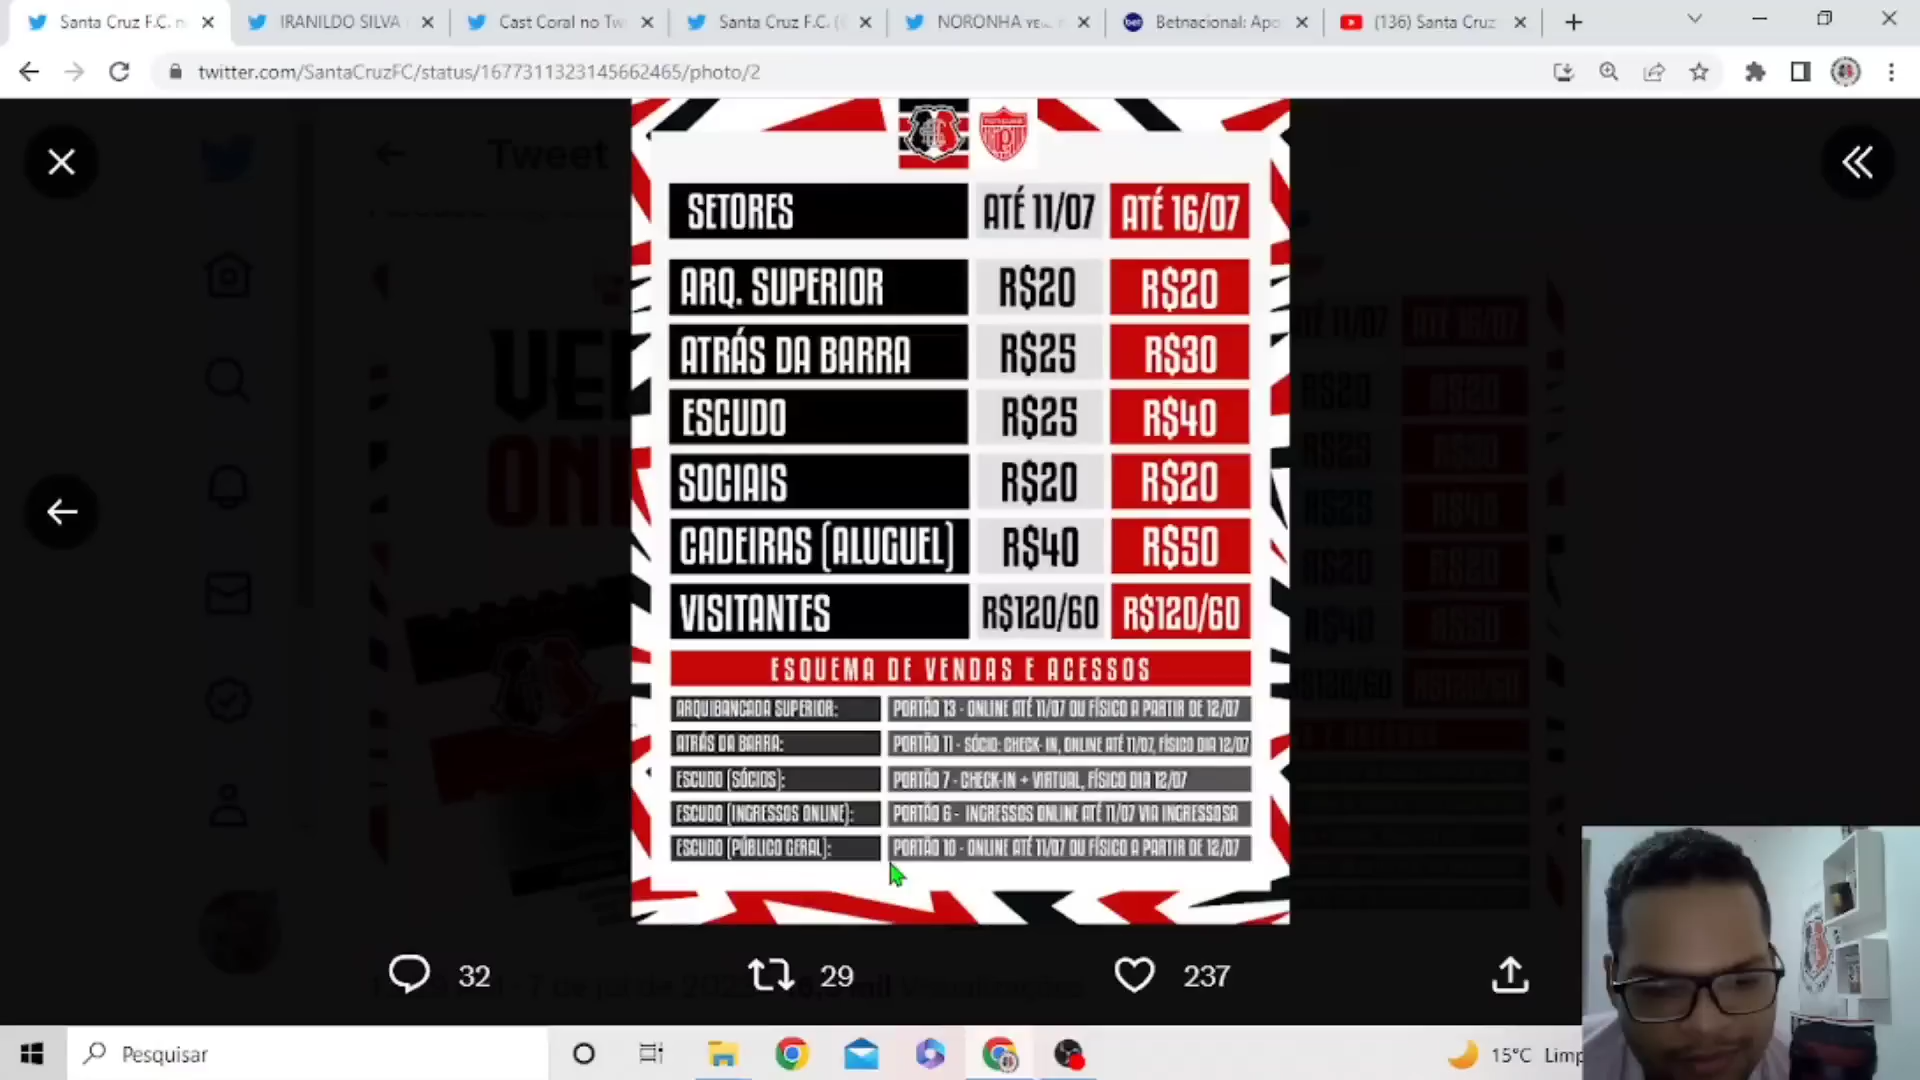 Santa Cruz F.C. n
IRANILDO SILVA
Cast Coral no Tw
Santa Cruz F.C. (
NORONHA
Betnacional: Apo
(136) Santa Cruz
twitter.com/SantaCruzFC/status/1677311323145662465/photo/2
Tweet
SETORES ATÉ 11/07 ATÉ 16/07
ARQ. SUPERIOR R$20 R$20
ATRÁS DA BARRA R$25 R$30
ESCUDO R$25 R$40
SOCIAIS R$20 R$20
CADEIRAS (ALUGUEL) R$40 R$50
VISITANTES R$120/60 R$120/60
ESQUEMA DE VENDAS E ACESSOS
ARQUIBANCADA SUPERIOR: PORTÃO 13 - ONLINE ATÉ 11/07 OU FÍSICO A PARTIR DE 12/07
ATRÁS DA BARRA: PORTÃO 11 - SÓCIO: CHECK- IN, ONLINE ATÉ 11/07, FÍSICO DIA 12/07
ESCUDO (SÓCIOS): PORTÃO 7 - CHECK-IN + VIRTUAL, FÍSICO DIA 12/07
ESCUDO (INGRESSOS ONLINE): PORTÃO 6 - INGRESSOS ONLINE ATÉ 11/07 VIA INGRESSOSA
ESCUDO (PÚBLICO GERAL): PORTÃO 10 - ONLINE ATÉ 11/07 OU FÍSICO A PARTIR DE 12/07
32 29 237
Pesquisar
15°C Limp